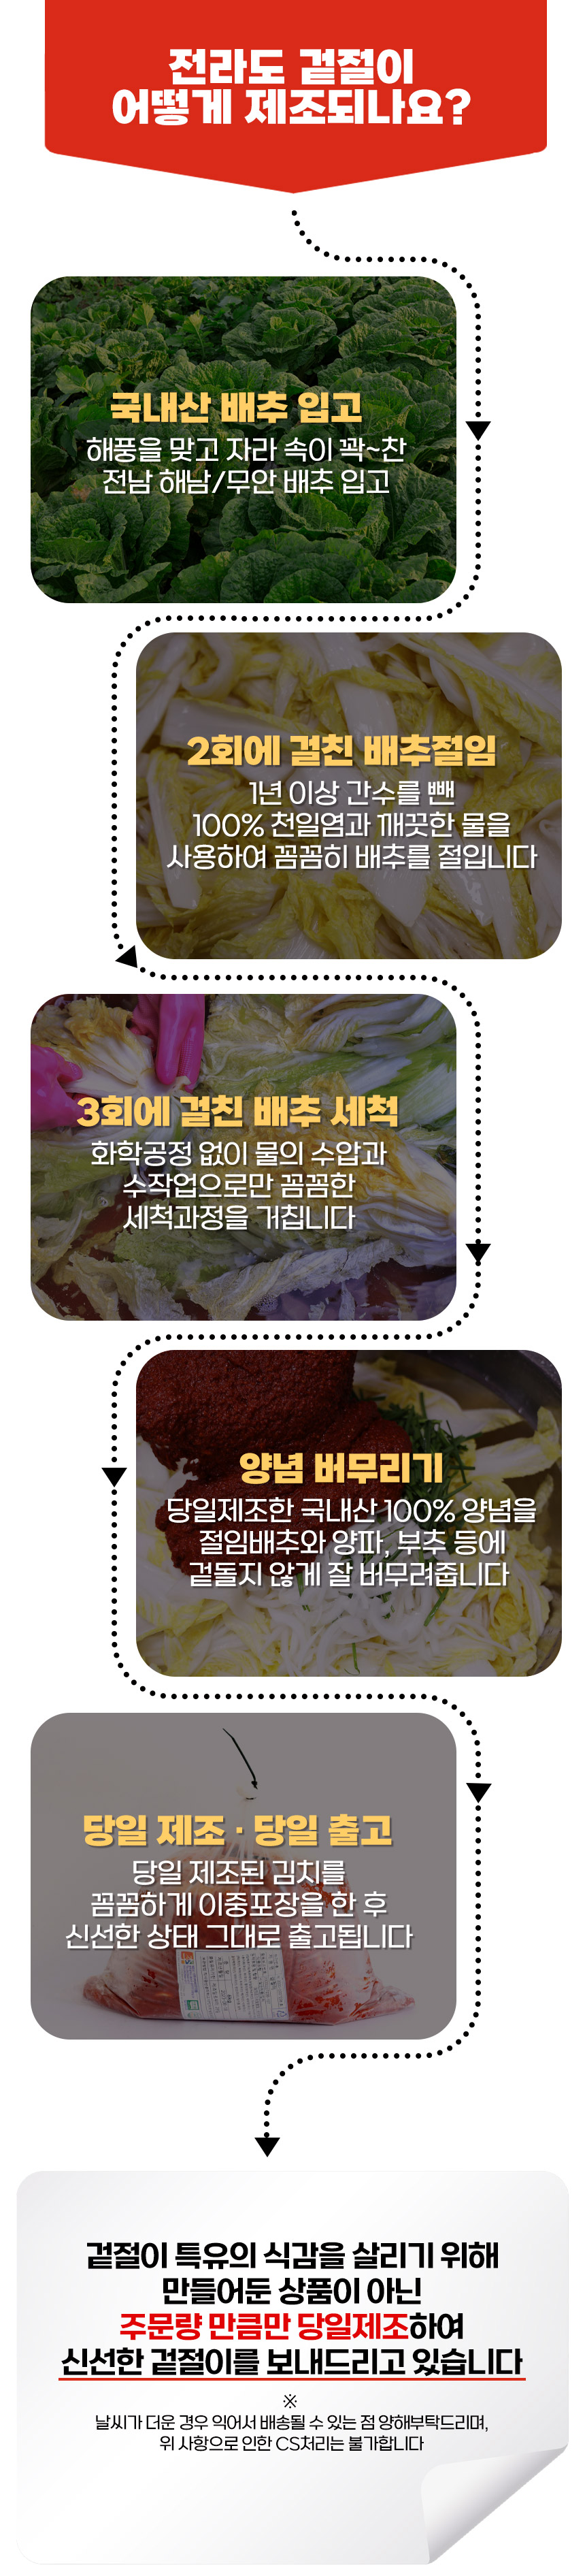 전라도 겉절이
어떻게 제조되나요?
국내산 배추 입고
해풍을 맞고 자라 속이 꽉~찬
전남 해남/무안 배추 입고
2회에 걸친 배추절임
1년 이상 간수를 뺀
100% 천일염과 깨끗한 물을
사용하여 꼼꼼히 배추를 절입니다
3회에 걸친 배추 세척
화학공정 없이 물의 수압과
수작업으로만 꼼꼼한
세척과정을 거칩니다
양념 버무리기
당일제조한 국내산 100% 양념을
절임배추와 양파, 부추 등에
겉돌지 않게 잘 버무려줍니다
당일 제조 · 당일 출고
당일 제조된 김치를
꼼꼼하게 이중포장을 한 후
신선한 상태 그대로 출고됩니다
겉절이 특유의 식감을 살리기 위해
만들어둔 상품이 아닌
주문량 만큼만 당일제조하여
신선한 겉절이를 보내드리고 있습니다
※
날씨가 더운 경우 익어서 배송될 수 있는 점 양해부탁드리며,
위 사항으로 인한 CS처리는 불가합니다